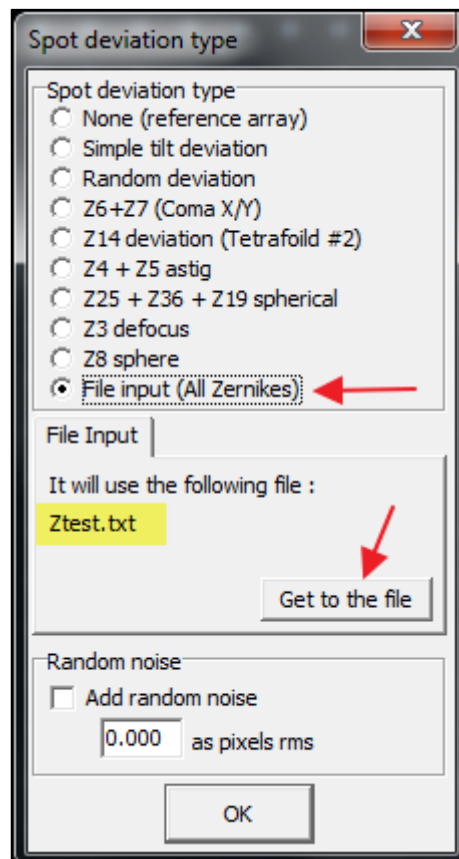 Spot deviation type
Spot deviation type
None (reference array)
Simple tilt deviation
Random deviation
Z6+Z7 (Coma X/Y)
Z14 deviation (Tetrafoild #2)
Z4 + Z5 astig
Z25 + Z36 + Z19 spherical
Z3 defocus
Z8 sphere
File input (All Zernikes)
File Input
It will use the following file :
Ztest.txt
Get to the file
Random noise
Add random noise
0.000 as pixels rms
OK